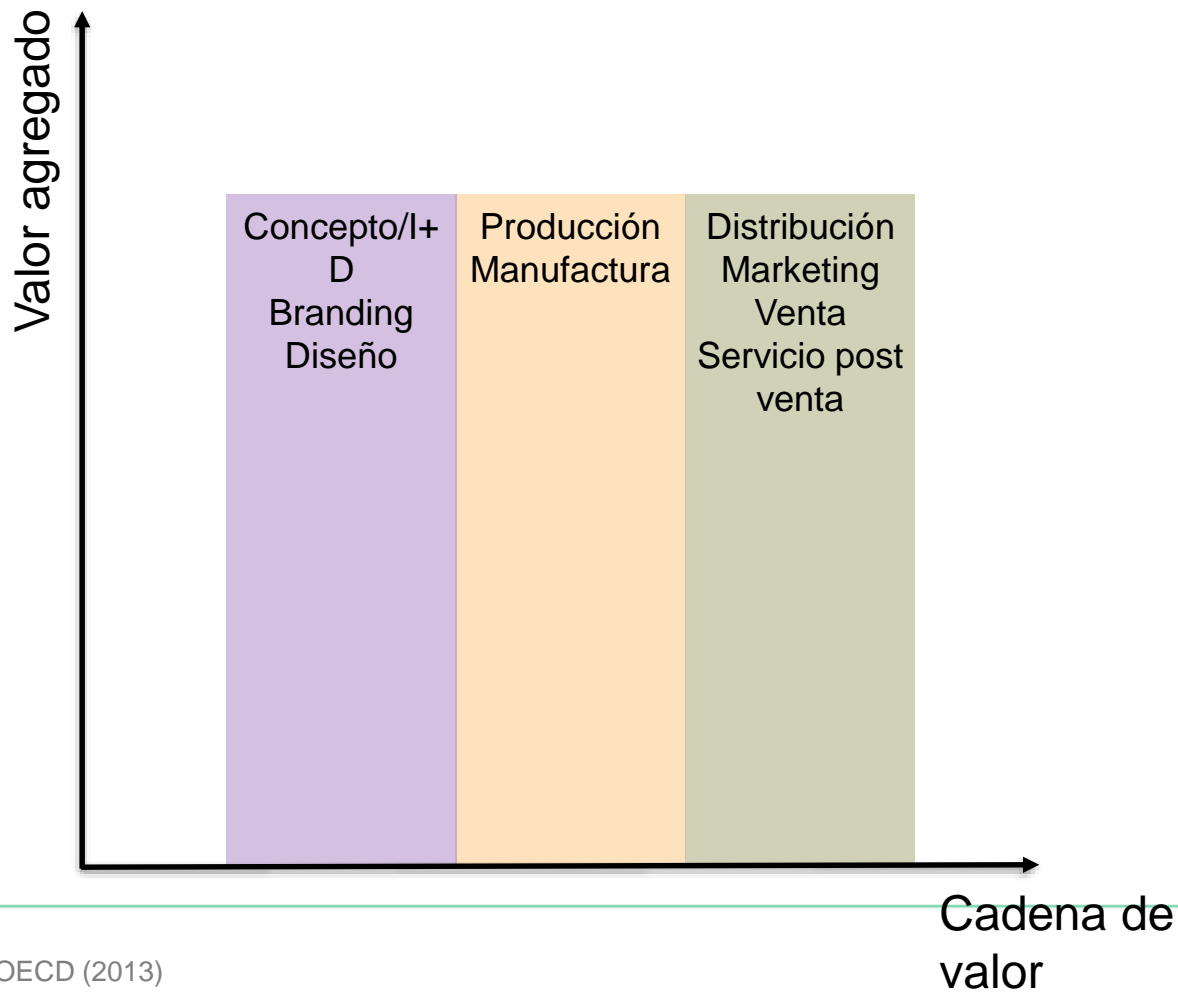 Valor agregado
Concepto/I+
D
Branding
Diseño
Producción
Manufactura
Distribución
Marketing
Venta
Servicio post
venta
Cadena de
valor
OECD (2013)